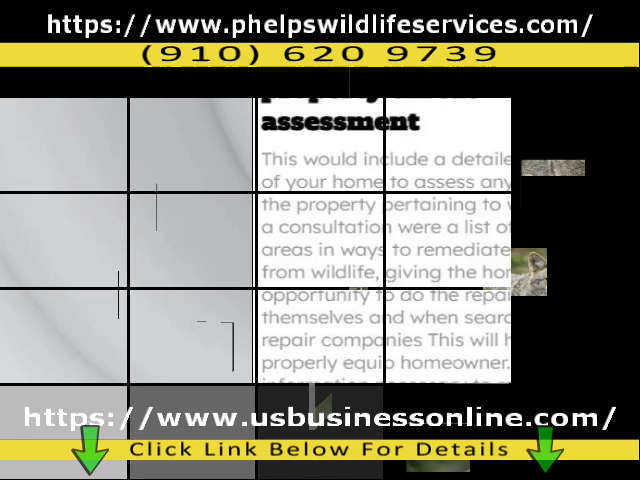 https://www.phelpswildlifeservices.com/
(910) 620 9739
assessment
This would include a detaile
of your home to assess any
the property pertaining to
a consultation were a list of
areas in ways to remediate
from wildlife, giving the
opportunity to do the repai
themselves and when searc
repair companies This will
properly equip homeowner.
https://www.usbusinessonline.com/
Click Link Below For Details